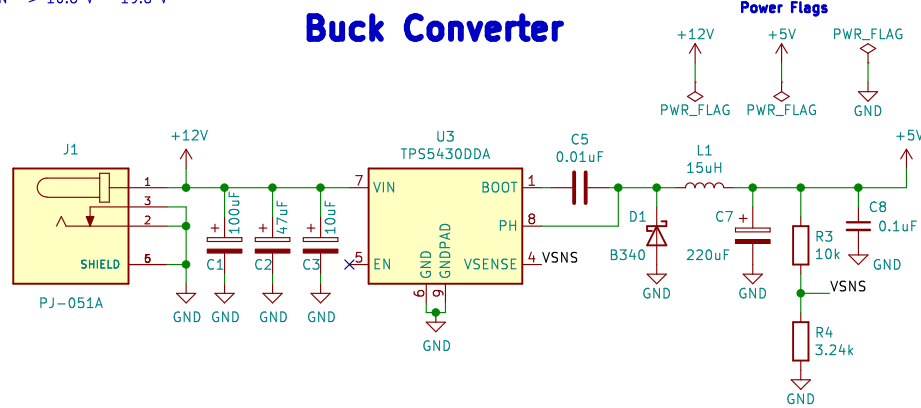 Buck Converter
Power Flags
+12V
+5V
PWR_FLAG
PWR_FLAG
PWR_FLAG
GND
J1
+12V
U3
TPS5430DDA
C5
0.01uF
L1
15uH
+5V
1
3
2
6
SHIELD
PJ-051A
GND
100uF
C1
GND
47uF
C2
GND
10uF
C3
GND
7
VIN
5
EN
GND
GNDPAD
6
9
GND
BOOT
1
PH
8
VSENSE
4
VSNS
D1
B340
GND
C7
220uF
GND
R3
10k
VSNS
R4
3.24k
GND
C8
0.1uF
GND